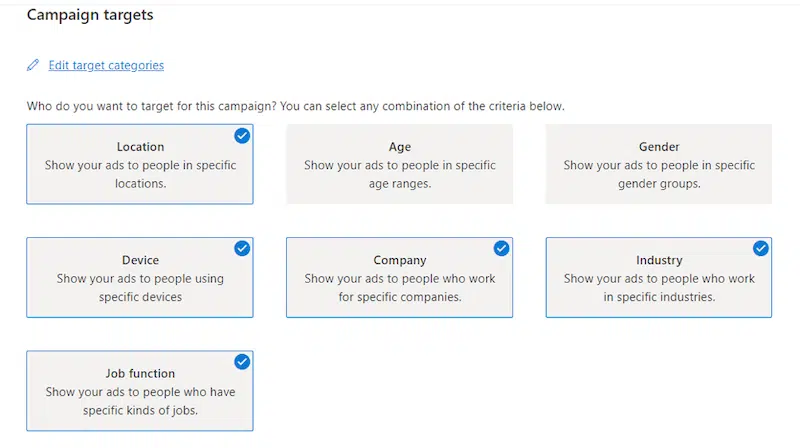 Campaign targets
Edit target categories
Who do you want to target for this campaign? You can select any combination of the criteria below.
Location
Show your ads to people in specific
locations.
Age
Show your ads to people in specific
age ranges.
Gender
Show your ads to people in specific
gender groups.
Device
Show your ads to people using
specific devices
Company
Show your ads to people who work
for specific companies.
Industry
Show your ads to people who work
in specific industries.
Job function
Show your ads to people who have
specific kinds of jobs.